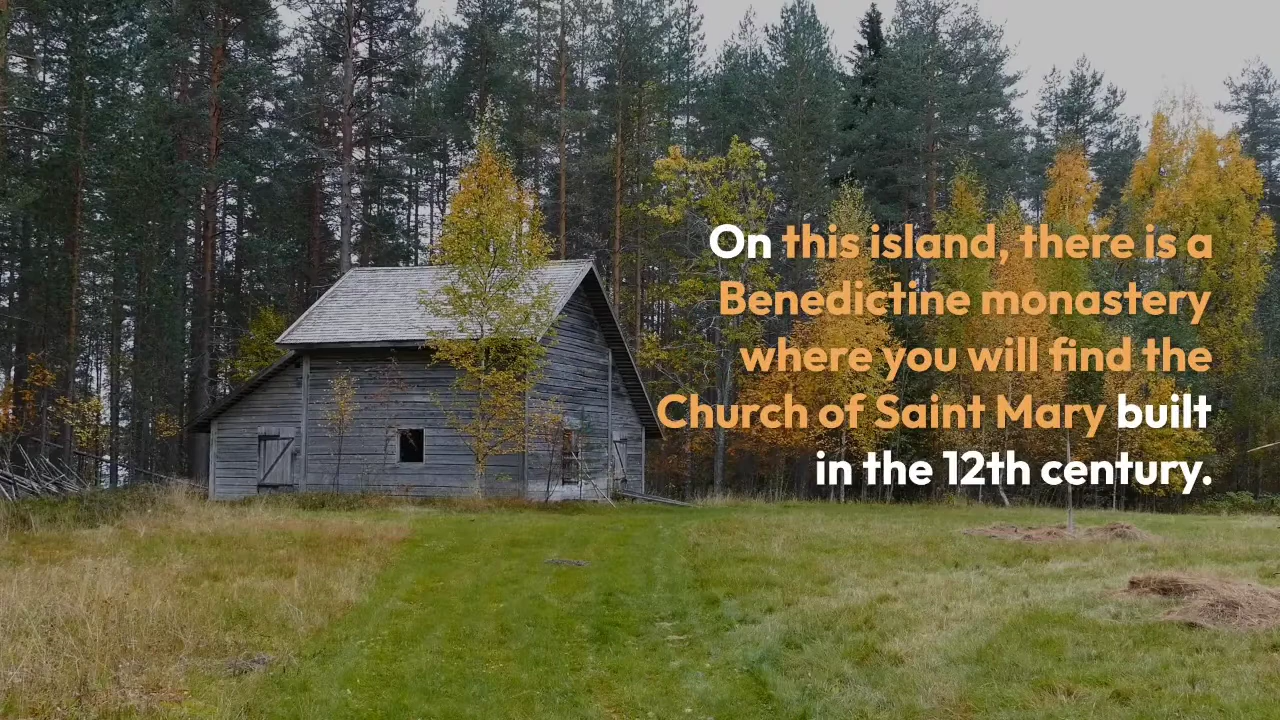 On this island, there is a
Benedictine monastery
where you will find the
Church of Saint Mary built
in the 12th century.